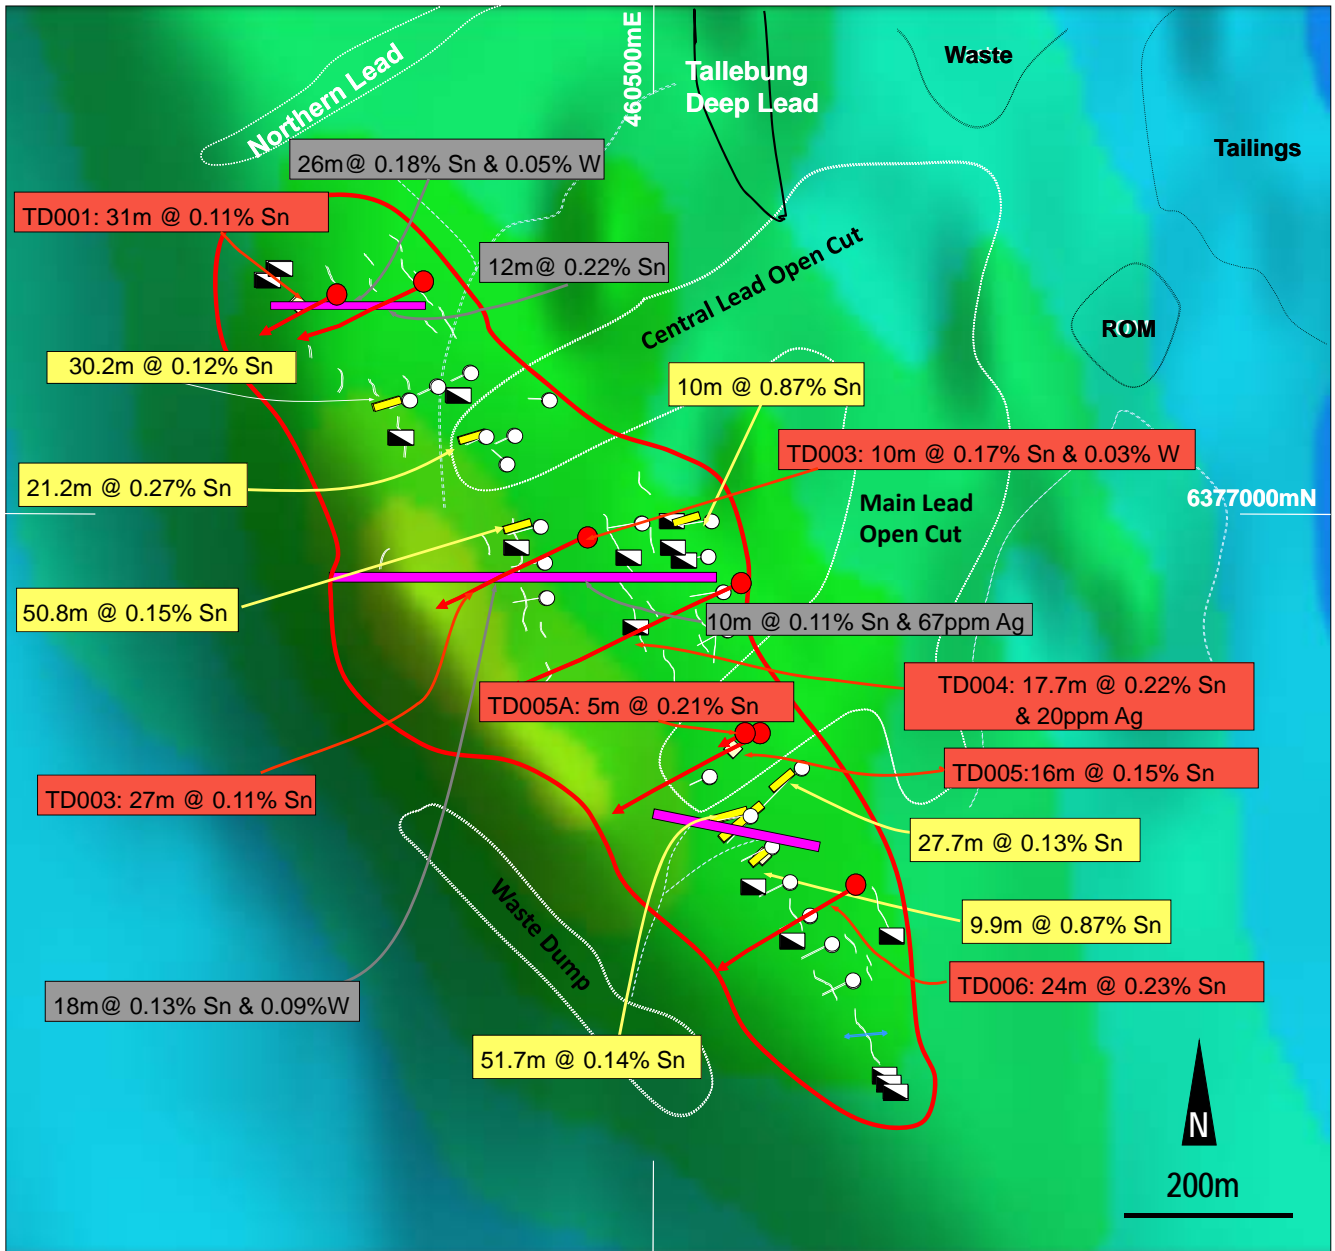 Northern Lead
460500mE
Tallebung
Deep Lead
Waste
Tailings
26m@ 0.18% Sn & 0.05% W
TD001: 31m @ 0.11% Sn
12m@ 0.22% Sn
Central Lead Open Cut
ROM
30.2m @ 0.12% Sn
10m @ 0.87% Sn
TD003: 10m @ 0.17% Sn & 0.03% W
21.2m @ 0.27% Sn
6377000mN
Main Lead
Open Cut
50.8m @ 0.15% Sn
10m @ 0.11% Sn & 67ppm Ag
TD004: 17.7m @ 0.22% Sn
& 20ppm Ag
TD005A: 5m @ 0.21% Sn
TD005:16m @ 0.15% Sn
TD003: 27m @ 0.11% Sn
27.7m @ 0.13% Sn
Waste Dump
9.9m @ 0.87% Sn
TD006: 24m @ 0.23% Sn
18m@ 0.13% Sn & 0.09%W
51.7m @ 0.14% Sn
N
200m